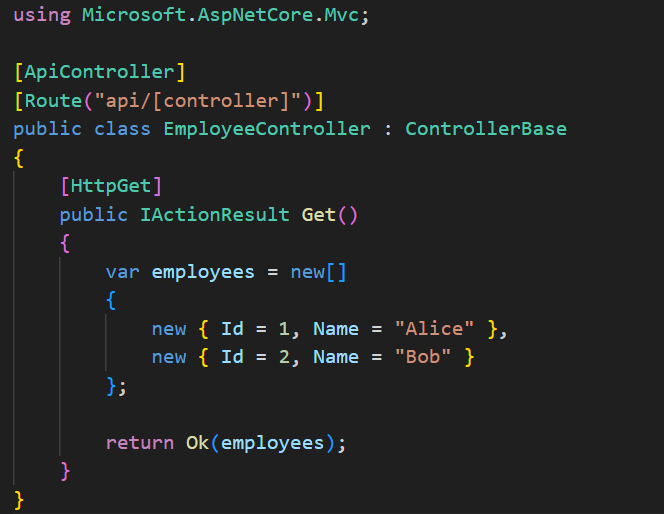 using Microsoft.AspNetCore.Mvc;

[ApiController]
[Route("api/[controller]")]
public class EmployeeController : ControllerBase
{
    [HttpGet]
    public IActionResult Get()
    {
        var employees = new[]
        {
            new { Id = 1, Name = "Alice" },
            new { Id = 2, Name = "Bob" }
        };

        return Ok(employees);
    }
}